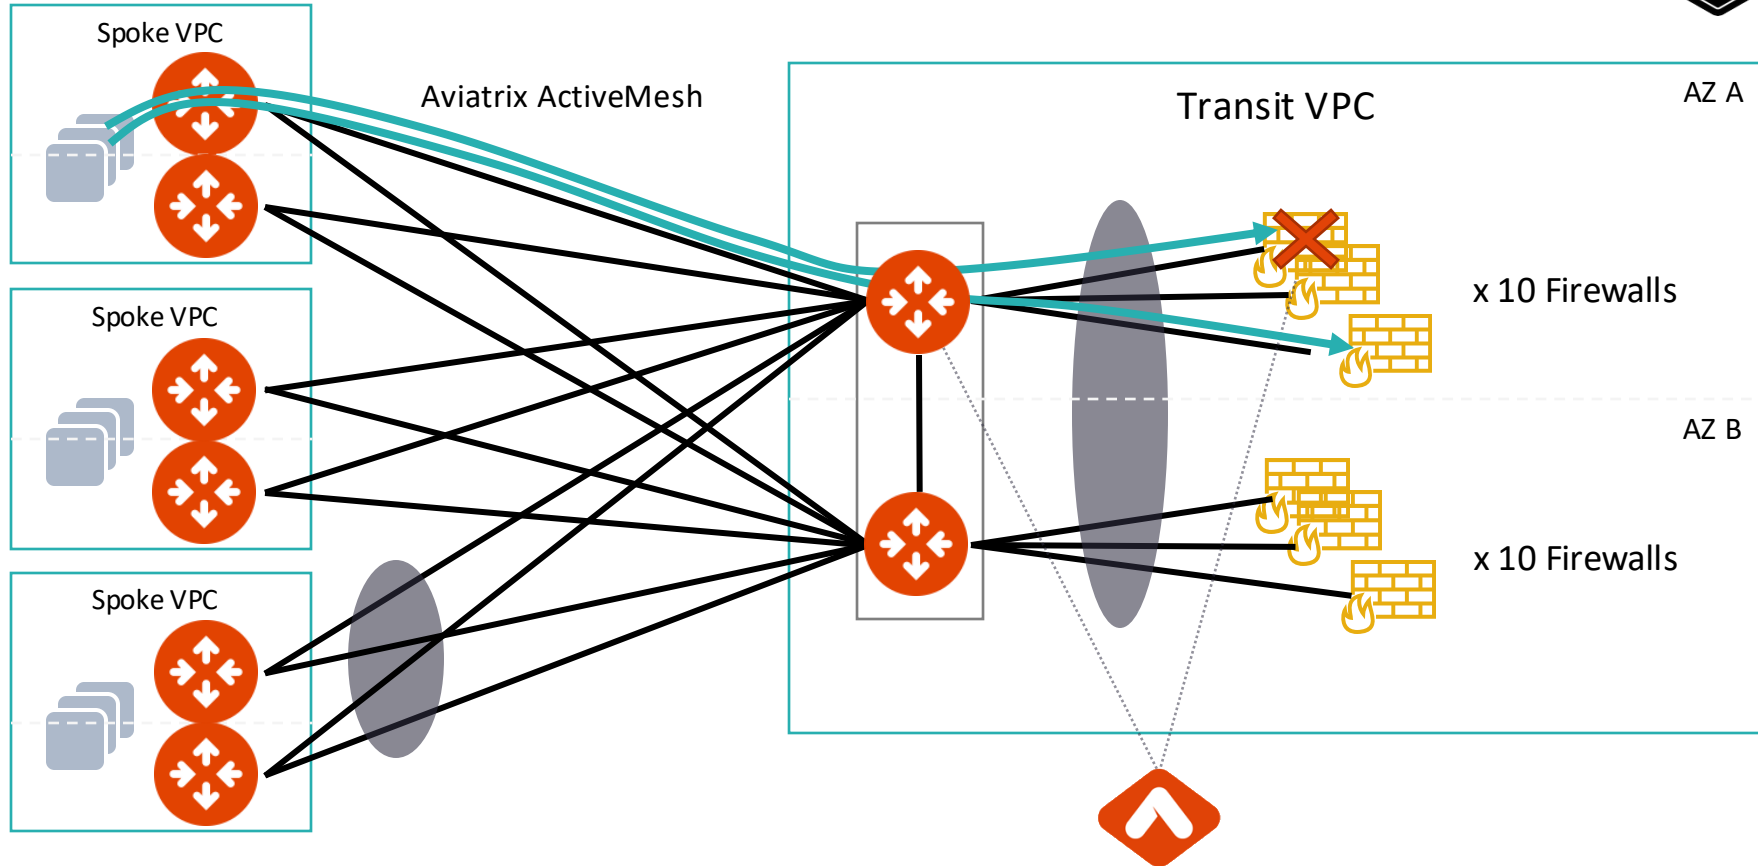 Spoke VPC
Aviatrix ActiveMesh
Transit VPC
AZ A
x 10 Firewalls
Spoke VPC
AZ B
x 10 Firewalls
Spoke VPC